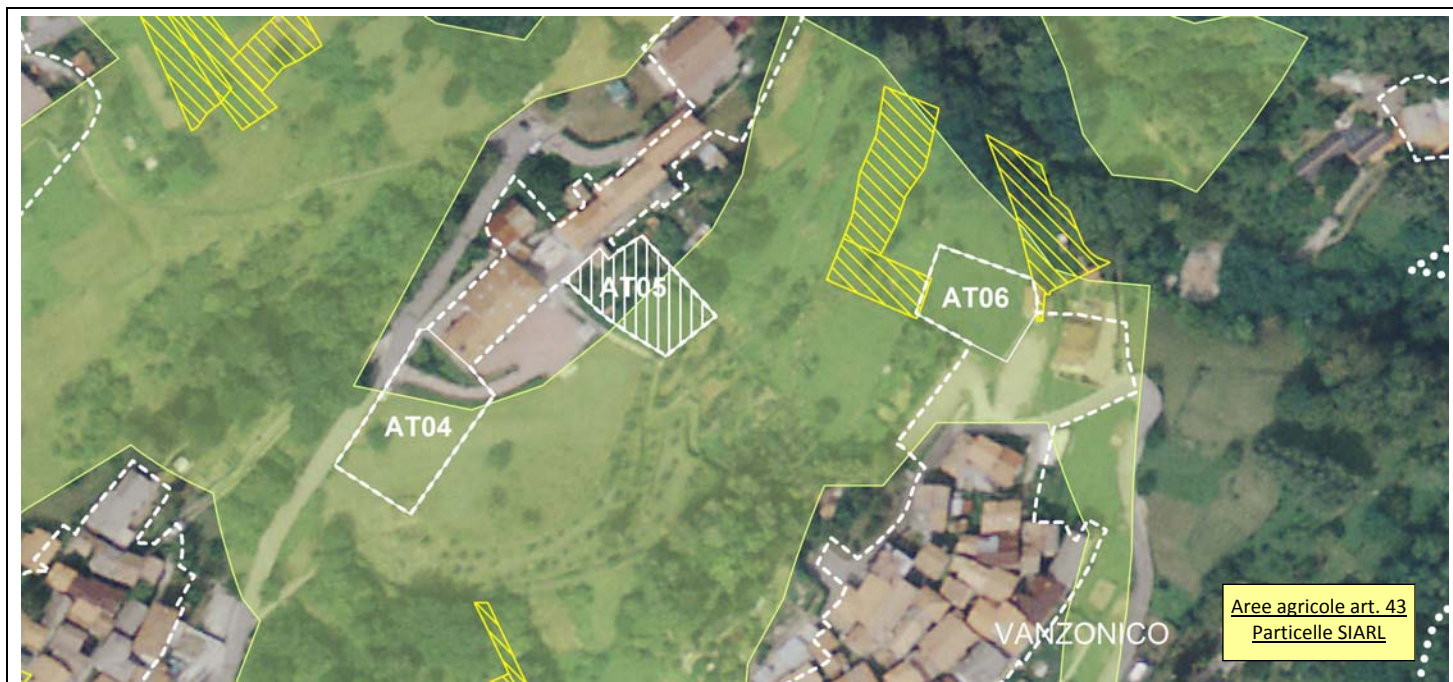 AT05
AT06
AT04
VANZONICO
Aree agricole art. 43
Particelle SIARL